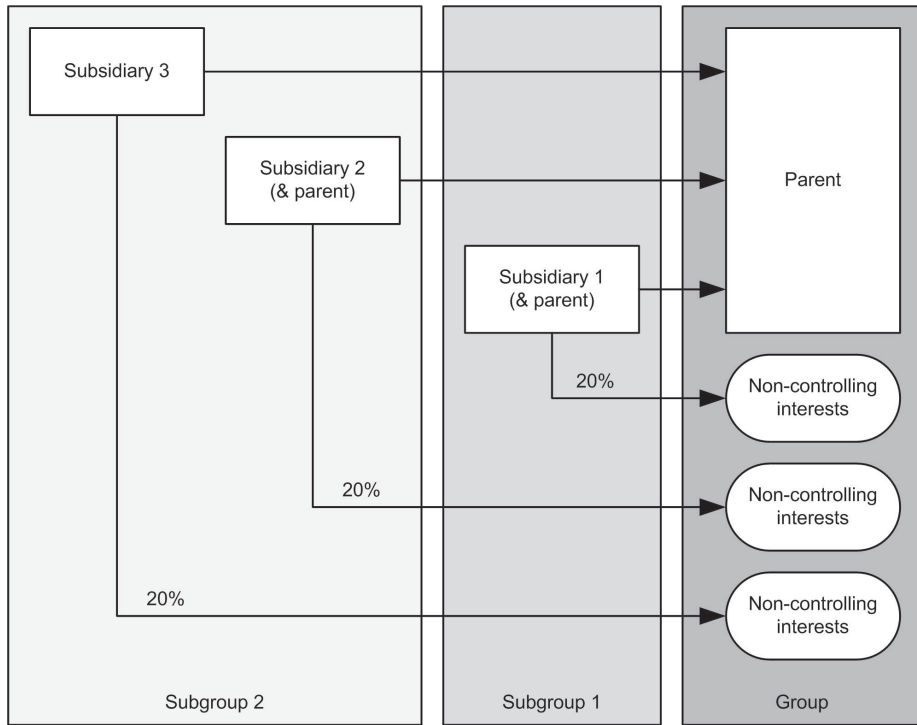 Subsidiary 3
Subsidiary 2
(& parent)
Subsidiary 1
(& parent)
Parent
20%
Non-controlling
interests
20%
Non-controlling
interests
20%
Non-controlling
interests
Subgroup 2
Subgroup 1
Group